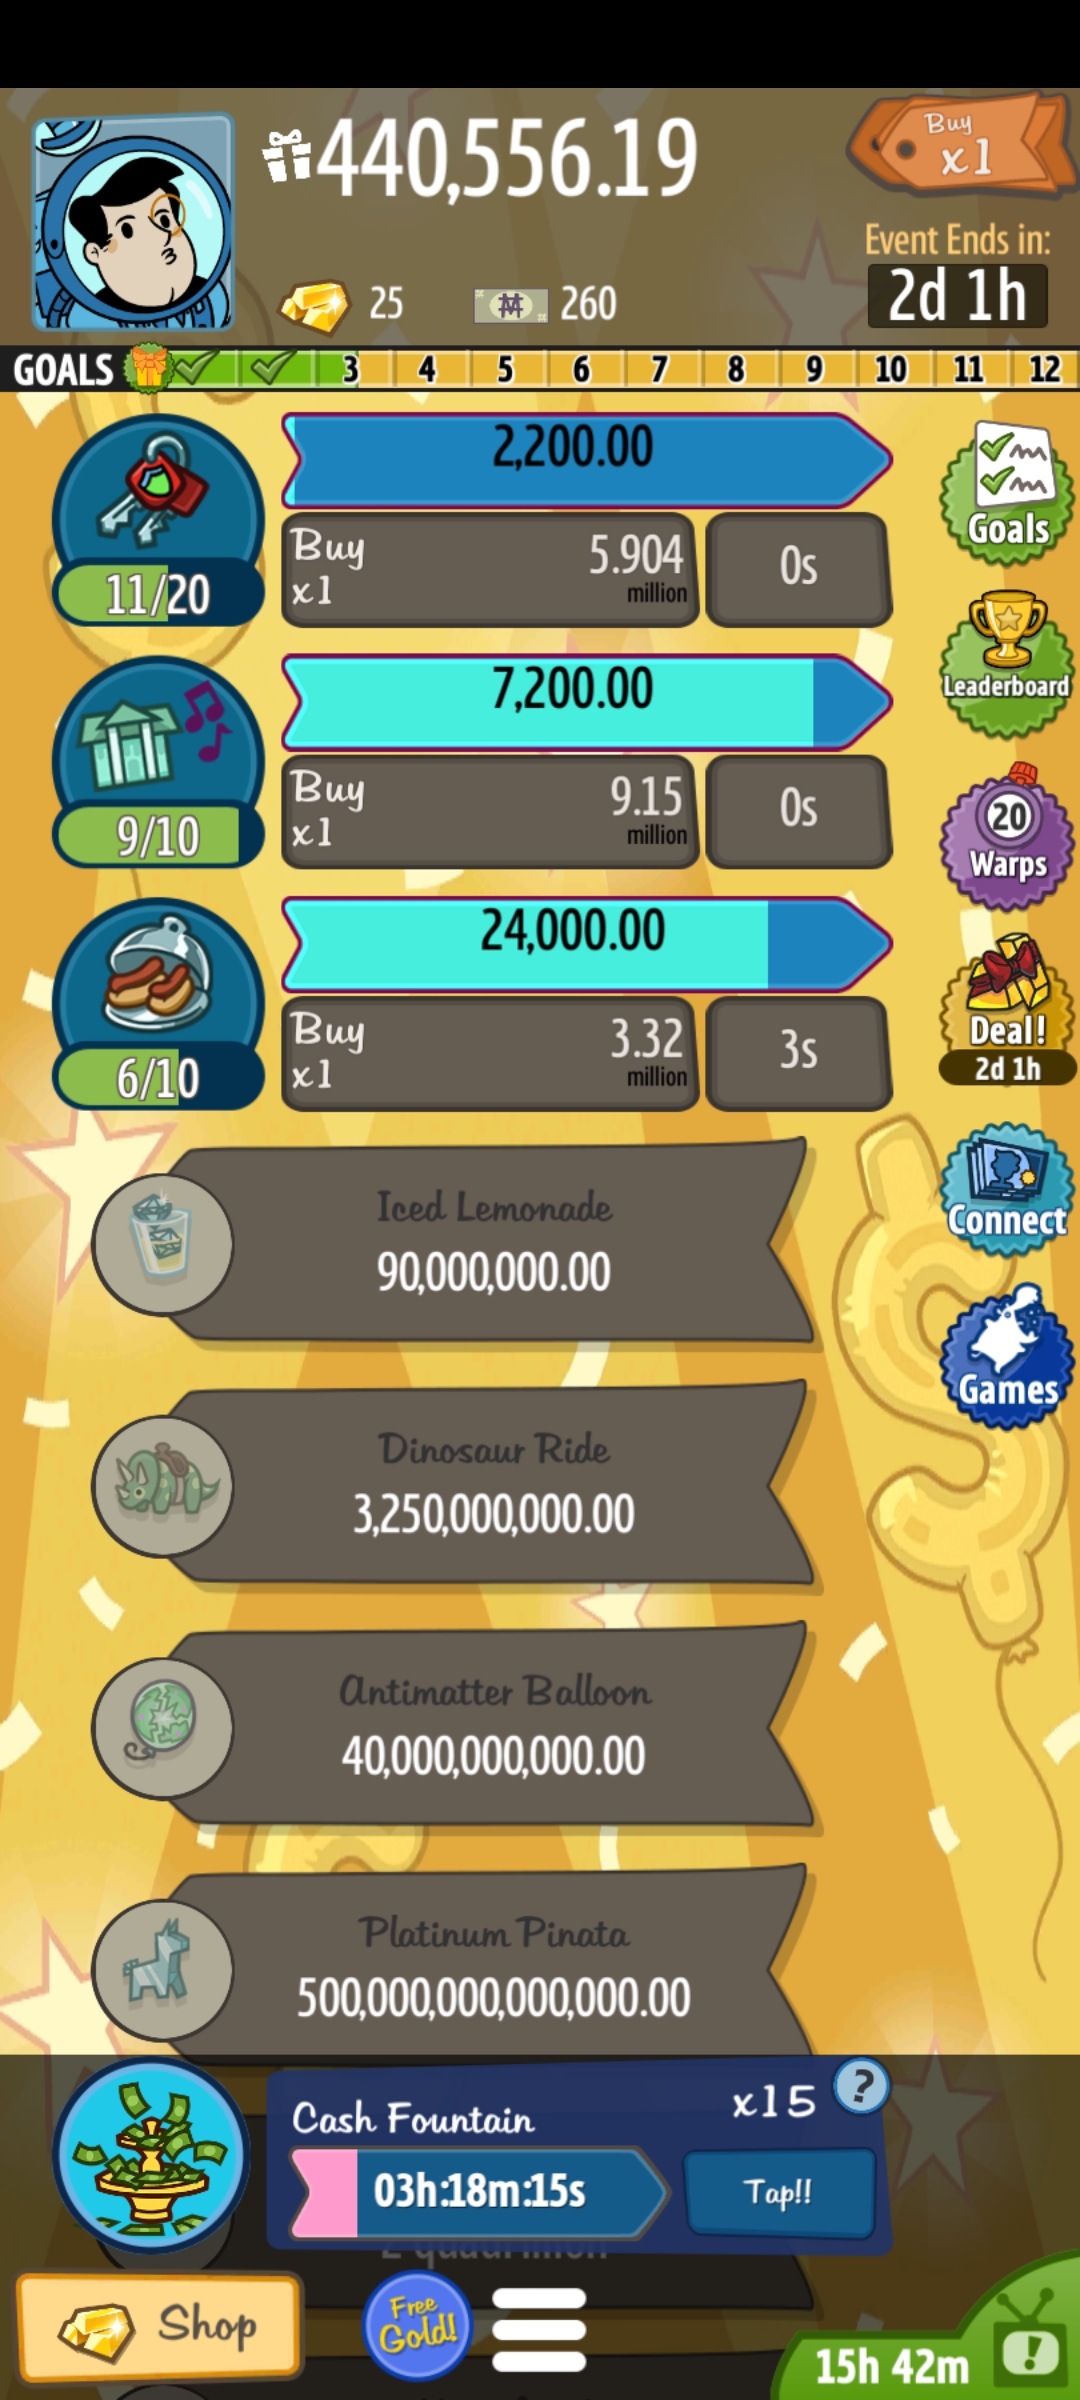 440,556.19
Buy
x1
Event Ends in:
2d 1h
25
260
GOALS 3 4 5 6 7 8 9 10 11 12
2,200.00
11/20
Buy
x1
5.904
million
0s
Goals
7,200.00
9/10
Buy
x1
9.15
million
0s
Leaderboard
20
Warps
24,000.00
6/10
Buy
x1
3.32
million
3s
Deal!
2d 1h
Iced Lemonade
90,000,000.00
Connect
Dinosaur Ride
3,250,000,000.00
Games
Antimatter Balloon
40,000,000,000.00
Platinum Pinata
500,000,000,000,000.00
Cash Fountain
x15
?
03h:18m:15s
Tap!!
2 quadrillion
Shop
Free
Gold!
15h 42m
!